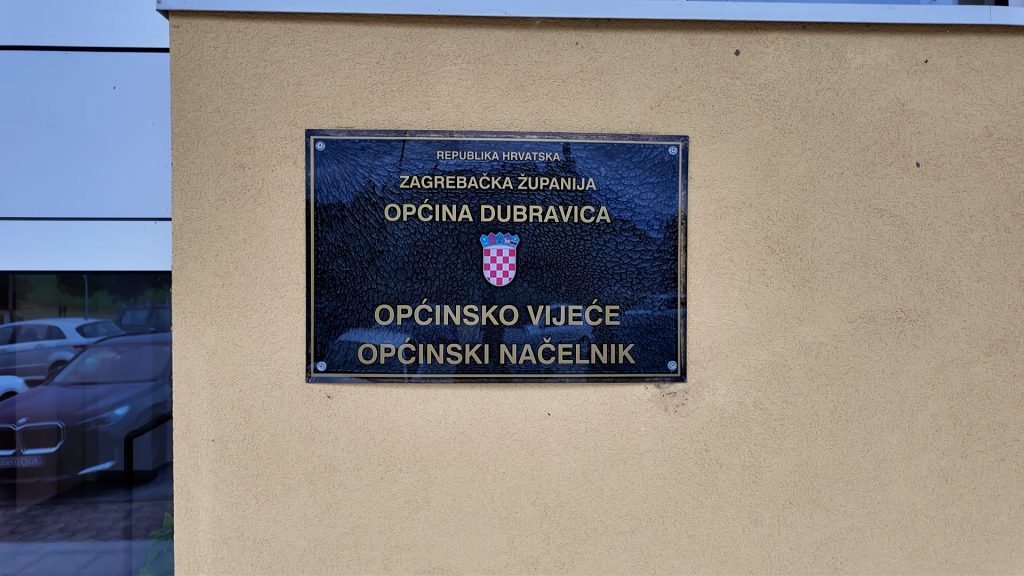 REPUBLIKA HRVATSKA
ZAGREBAČKA ŽUPANIJA
OPĆINA DUBRAVICA
OPĆINSKO VIJEĆE
OPĆINSKI NAČELNIK